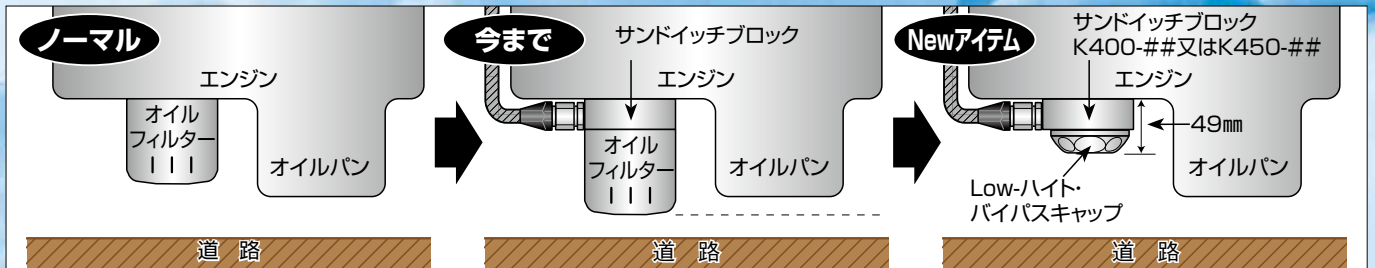 ノーマル
エンジン
オイル
フィルター
オイルパン
道 路
今まで
サンドイッチブロック
エンジン
オイル
フィルター
オイルパン
道 路
Newアイテム
サンドイッチブロック
K400-##又はK450-##
エンジン
49㎜
オイルパン
Low-ハイト・
バイパスキャップ
道 路